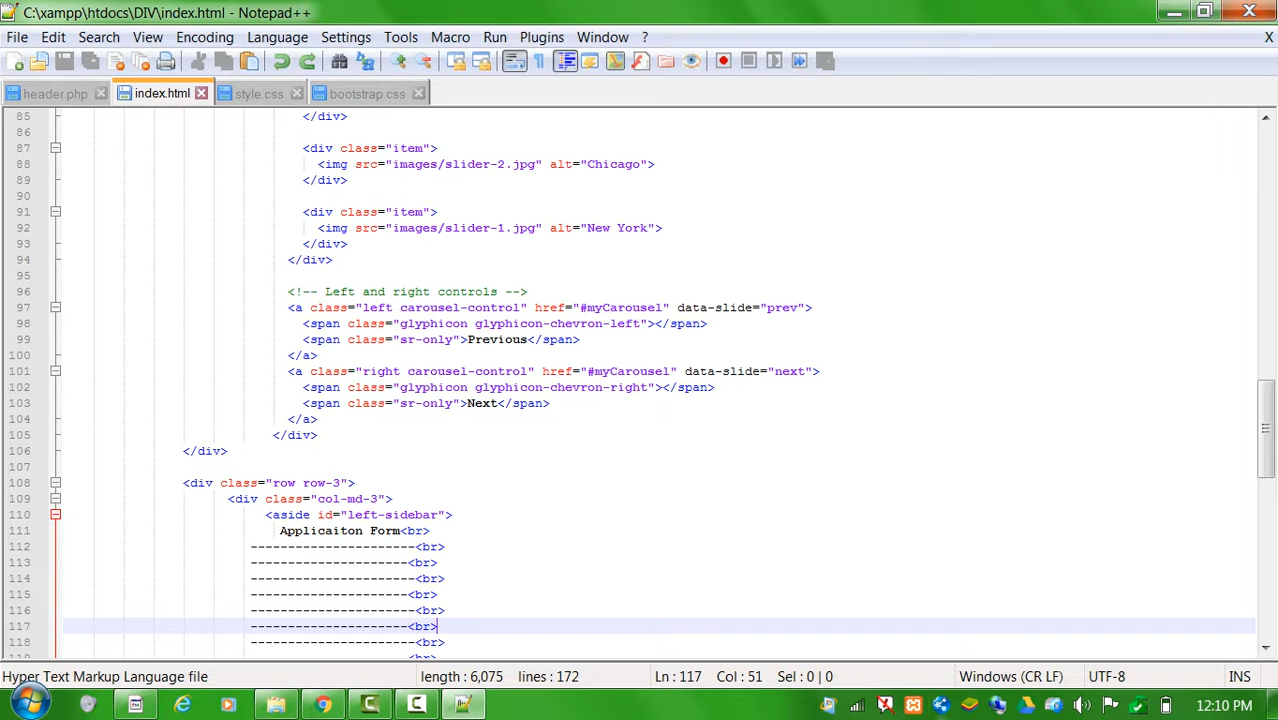 C:\xampp\htdocs\DIV\index.html - Notepad++
File Edit Search View Encoding Language Settings Tools Macro Run Plugins Window ? X
header.php index.html style.css bootstrap.css
85 </div>
86
87 <div class="item">
88 <img src="images/slider-2.jpg" alt="Chicago">
89 </div>
90
91 <div class="item">
92 <img src="images/slider-1.jpg" alt="New York">
93 </div>
94 </div>
95
96 <!-- Left and right controls -->
97 <a class="left carousel-control" href="#myCarousel" data-slide="prev">
98 <span class="glyphicon glyphicon-chevron-left"></span>
99 <span class="sr-only">Previous</span>
100 </a>
101 <a class="right carousel-control" href="#myCarousel" data-slide="next">
102 <span class="glyphicon glyphicon-chevron-right"></span>
103 <span class="sr-only">Next</span>
104 </a>
105 </div>
106 </div>
107
108 <div class="row row-3">
109 <div class="col-md-3">
110 <aside id="left-sidebar">
111 Applicaiton Form<br>
112 ----------------------<br>
113 ---------------------<br>
114 ----------------------<br>
115 ---------------------<br>
116 ----------------------<br>
117 ---------------------<br>
118 ----------------------<br>
Hyper Text Markup Language file length : 6,075 lines : 172 Ln : 117 Col : 51 Sel : 0 | 0 Windows (CR LF) UTF-8 INS
12:10 PM